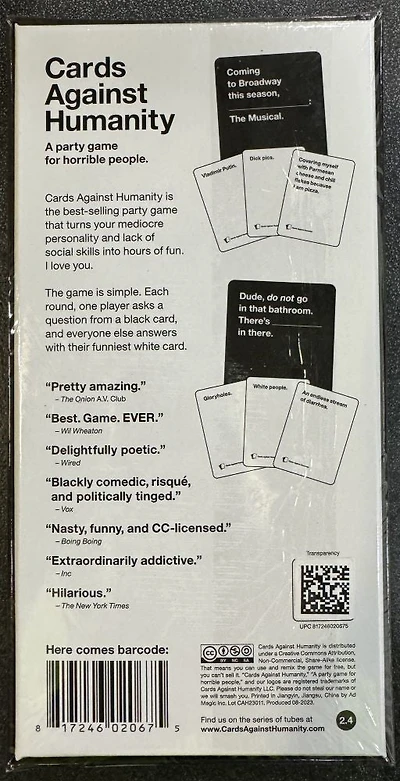 Cards
Against
Humanity
A party game
for horrible people.
Cards Against Humanity is
the best-selling party game
that turns your mediocre
personality and lack of
social skills into hours of fun.
I love you.
The game is simple. Each
round, one player asks a
question from a black card,
and everyone else answers
with their funniest white card.
"Pretty amazing."
– The Onion A.V. Club
"Best. Game. EVER."
– Wil Wheaton
"Delightfully poetic."
– Wired
"Blackly comedic, risqué,
and politically tinged."
– Vox
"Nasty, funny, and CC-licensed."
– Boing Boing
"Extraordinarily addictive."
– Inc
"Hilarious."
– The New York Times
Here comes barcode:
8 17246 02067 5
Coming
to Broadway
this season,
____________:
The Musical.
Vladimir Putin.
Dick pics.
Covering myself
with Parmesan
cheese and chili
flakes because
I am pizza.
Dude, do not go
in that bathroom.
There's __________
in there.
Gloryholes.
White people.
An endless stream
of diarrhea.
Transparency
UPC 817246020675
CC BY NC SA
Cards Against Humanity is distributed
under a Creative Commons Attribution,
Non-Commercial, Share-Alike license.
That means you can use and remix the game for free, but
you can't sell it. "Cards Against Humanity," "A party game for
horrible people," and our logos are registered trademarks of
Cards Against Humanity LLC. Please do not steal our name or
we will smash you. Printed in Jiangyin, Jiangsu, China by Ad
Magic Inc. Lot CAH23011. Produced 08-2023.
Find us on the series of tubes at
www.CardsAgainstHumanity.com
2.4